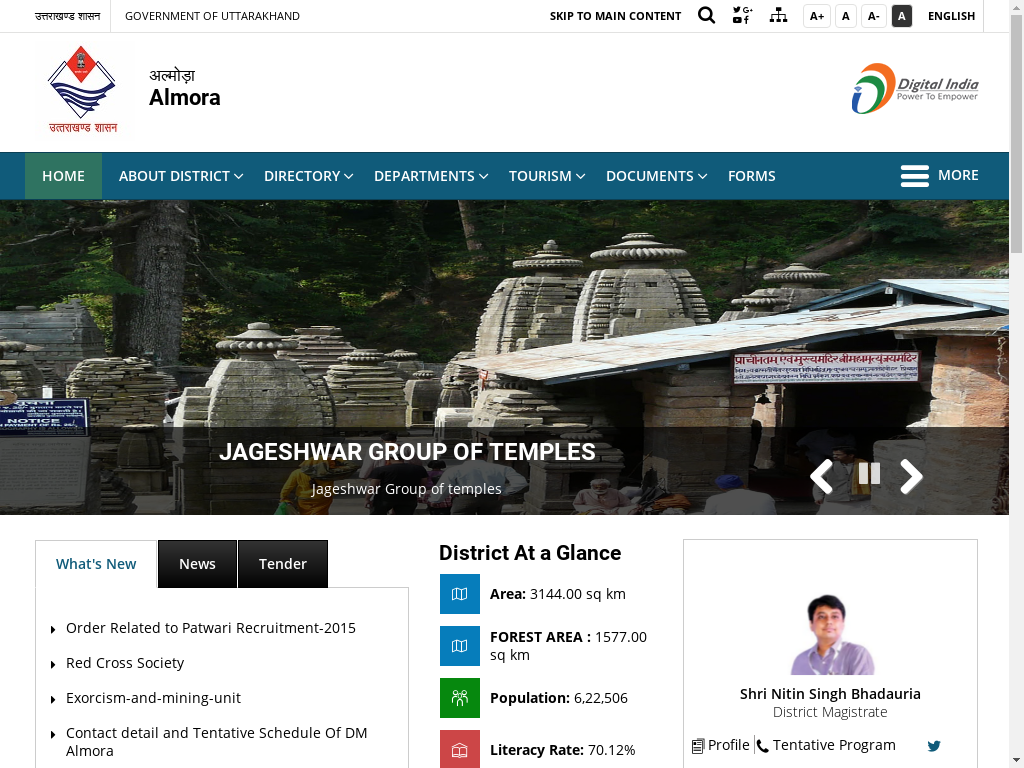 उत्तराखण्ड शासन
GOVERNMENT OF UTTARAKHAND
SKIP TO MAIN CONTENT
A+
A
A-
A
ENGLISH
उत्तराखण्ड शासन
अल्मोड़ा
Almora
Digital India
Power To Empower
HOME
ABOUT DISTRICT
DIRECTORY
DEPARTMENTS
TOURISM
DOCUMENTS
FORMS
MORE
प्राचीनतम एवं मुख्य मंदिर श्री महामृत्युंजय मंदिर
सूचना
NOTICE
JAGESHWAR GROUP OF TEMPLES
Jageshwar Group of temples
What's New
News
Tender
Order Related to Patwari Recruitment-2015
Red Cross Society
Exorcism-and-mining-unit
Contact detail and Tentative Schedule Of DM
Almora
District At a Glance
Area: 3144.00 sq km
FOREST AREA : 1577.00
sq km
Population: 6,22,506
Literacy Rate: 70.12%
Shri Nitin Singh Bhadauria
District Magistrate
Profile
Tentative Program